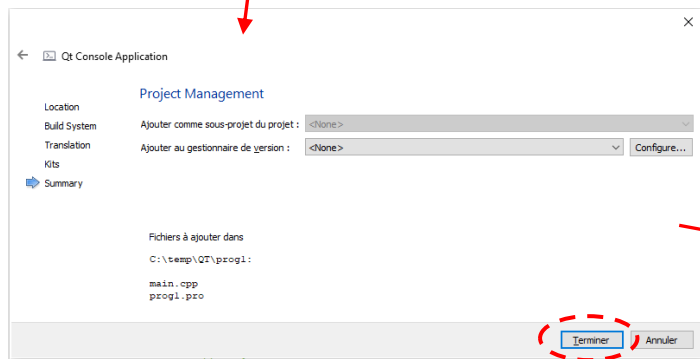 Qt Console Application
Project Management
Location
Build System
Translation
Kits
Summary
Ajouter comme sous-projet du projet : <None>
Ajouter au gestionnaire de version : <None> Configure...
Fichiers à ajouter dans
C:\temp\QT\prog1:
main.cpp
prog1.pro
Terminer Annuler